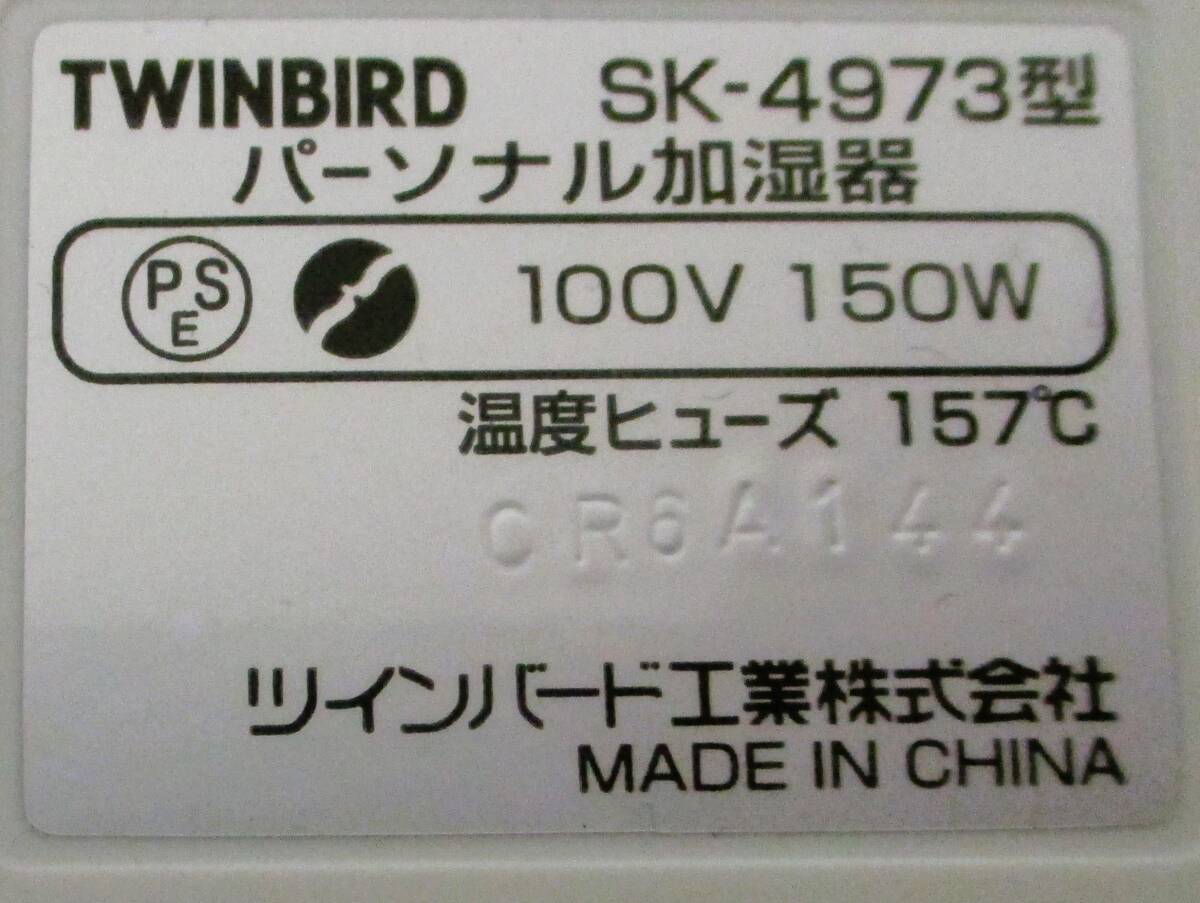 TWINBIRD SK-4973型
パーソナル加湿器
PSE 100V 150W
温度ヒューズ 157℃
CR6A144
ツインバード工業株式会社
MADE IN CHINA